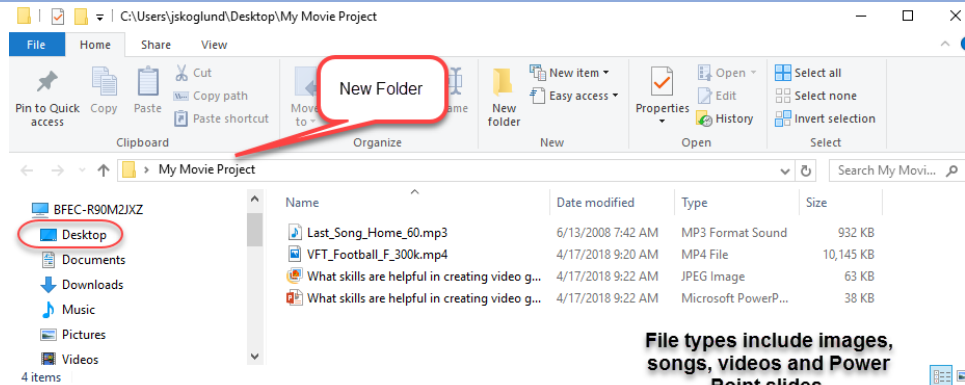 C:\Users\jskoglund\Desktop\My Movie Project
File Home Share View
Pin to Quick access
Copy
Paste
Cut
Copy path
Paste shortcut
Clipboard
Move to
New Folder
Organize
New folder
New item
Easy access
New
Properties
Open
Edit
History
Open
Select all
Select none
Invert selection
Select
My Movie Project
Search My Movi...
BFEC-R90M2JXZ
Desktop
Documents
Downloads
Music
Pictures
Videos
Name Date modified Type Size
Last_Song_Home_60.mp3 6/13/2008 7:42 AM MP3 Format Sound 932 KB
VFT_Football_F_300k.mp4 4/17/2018 9:20 AM MP4 File 10,145 KB
What skills are helpful in creating video g... 4/17/2018 9:22 AM JPEG Image 63 KB
What skills are helpful in creating video g... 4/17/2018 9:22 AM Microsoft PowerP... 38 KB
File types include images,
songs, videos and Power
Point slides
4 items